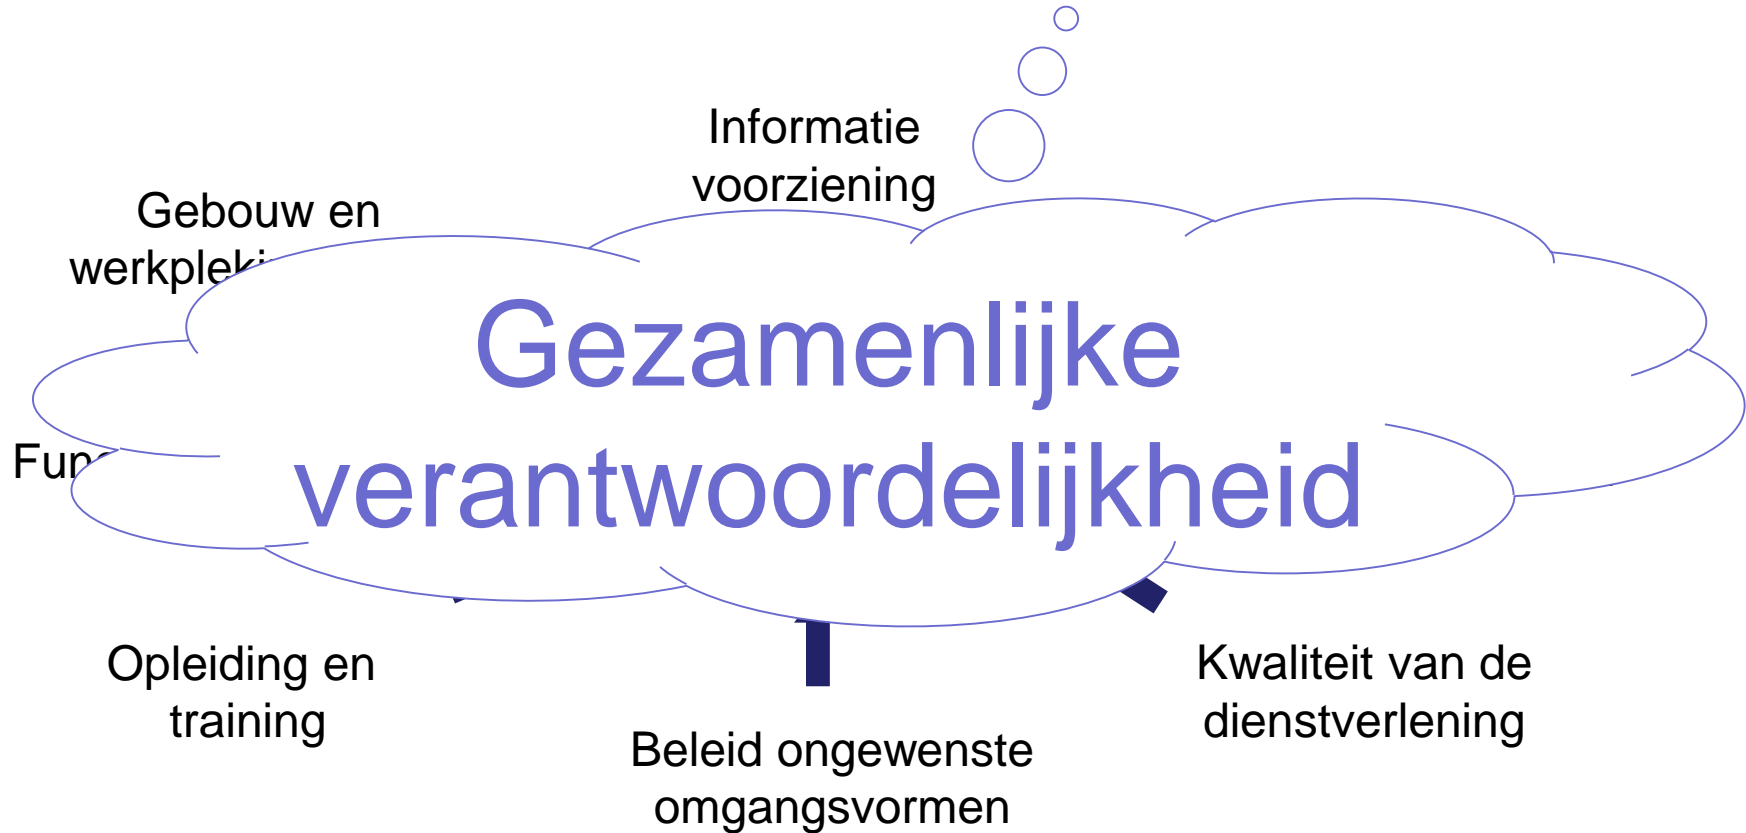 Informatie
voorziening
Gebouw en
Gezamenlijke
verantwoordelijkheid
Opleiding en
training
Kwaliteit van de
dienstverlening
Beleid ongewenste
omgangsvormen